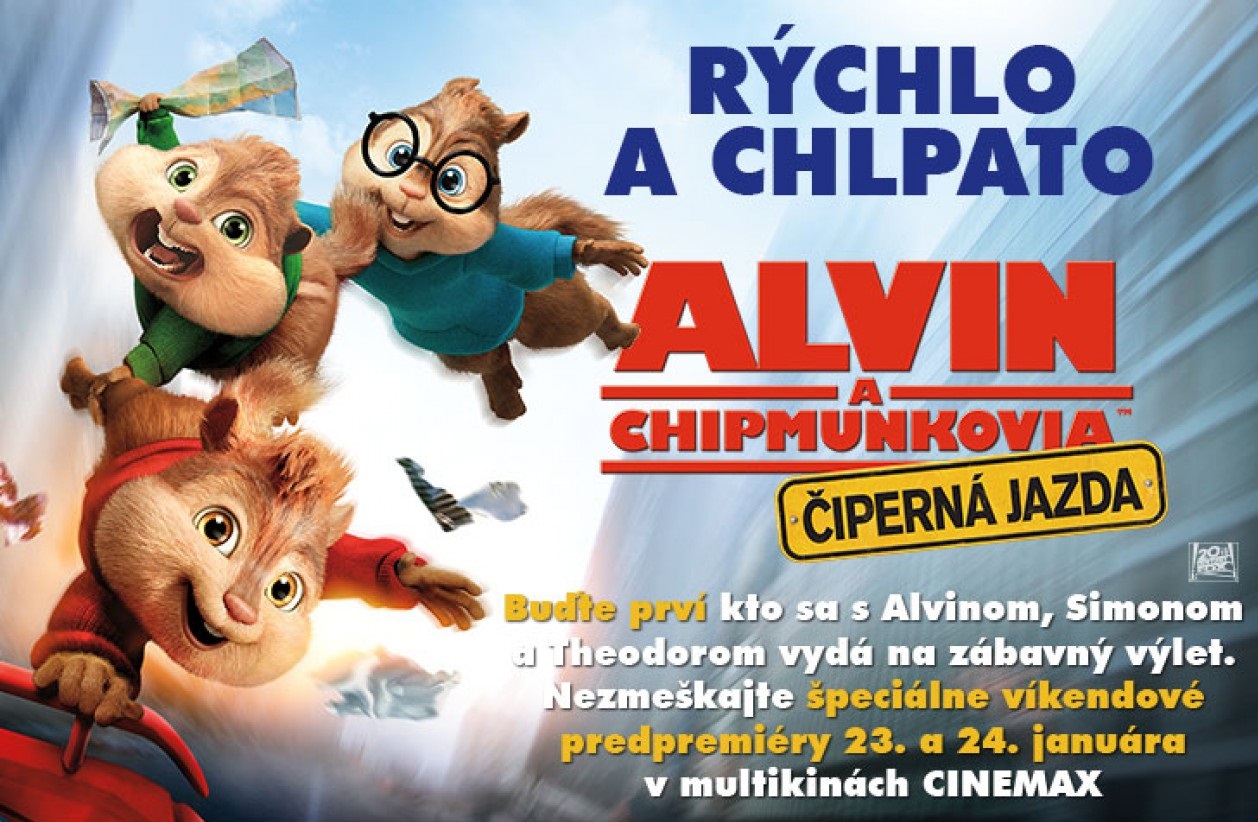 RÝCHLO
A CHLPATO
ALVIN
A
CHIPMUNKOVIA™
ČIPERNÁ JAZDA
Buďte prví kto sa s Alvinom, Simonom
a Theodorom vydá na zábavný výlet.
Nezmeškajte špeciálne víkendové
predpremiéry 23. a 24. januára
v multikinách CINEMAX